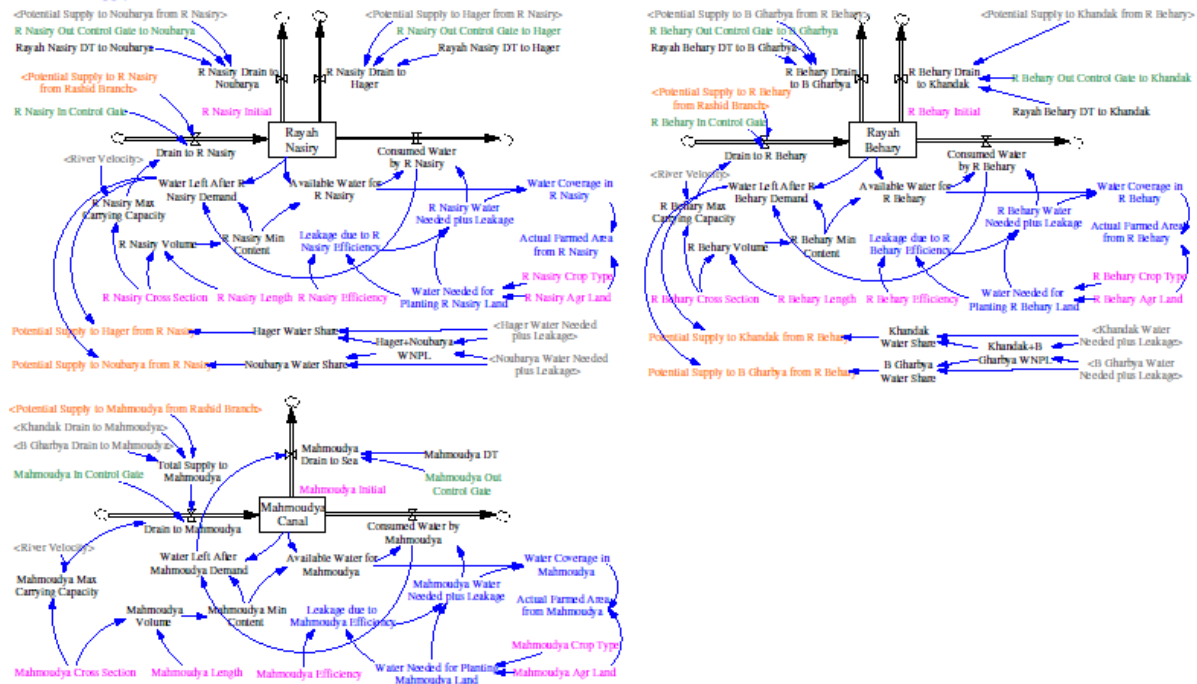 <Potential Supply to Noubarya from R Nasiry>
R Nasiry Out Control Gate to Noubarya
Rayah Nasiry DT to Noubarya
<Potential Supply to Hager from R Nasiry>
R Nasiry Out Control Gate to Hager
Rayah Nasiry DT to Hager
R Nasiry Drain to
Noubarya
R Nasiry Drain to
Hager
<Potential Supply to R Nasiry
from Rashid Branch>
R Nasiry In Control Gate
R Nasiry Initial
Rayah
Nasiry
Drain to R Nasiry
Consumed Water
by R Nasiry
<River Velocity>
Water Left After R
Nasiry Demand
Available Water for
R Nasiry
Water Coverage in
R Nasiry
R Nasiry Max
Carrying Capacity
R Nasiry Water
Needed plus Leakage
R Nasiry Volume
R Nasiry Min
Content
Leakage due to R
Nasiry Efficiency
Actual Farmed Area
from R Nasiry
R Nasiry Crop Type
R Nasiry Cross Section
R Nasiry Length
R Nasiry Efficiency
Water Needed for
Planting R Nasiry Land
R Nasiry Agr Land
Potential Supply to Hager from R Nasiry
Hager Water Share
<Hager Water Needed
plus Leakage>
Hager+Noubarya
WNPL
Potential Supply to Noubarya from R Nasiry
Noubarya Water Share
<Noubarya Water Needed
plus Leakage>
<Potential Supply to B Gharbya from R Behary>
R Behary Out Control Gate to B Gharbya
Rayah Behary DT to B Gharbya
<Potential Supply to Khandak from R Behary>
R Behary Drain
to B Gharbya
R Behary Drain
to Khandak
R Behary Out Control Gate to Khandak
Rayah Behary DT to Khandak
<Potential Supply to R Behary
from Rashid Branch>
R Behary In Control Gate
R Behary Initial
Rayah
Behary
Drain to R Behary
Consumed Water
by R Behary
<River Velocity>
Water Left After R
Behary Demand
Available Water for
R Behary
Water Coverage in
R Behary
R Behary Max
Carrying Capacity
R Behary Water
Needed plus Leakage
R Behary Volume
R Behary Min
Content
Leakage due to R
Behary Efficiency
Actual Farmed Area
from R Behary
R Behary Crop Type
R Behary Cross Section
R Behary Length
R Behary Efficiency
Water Needed for
Planting R Behary Land
R Behary Agr Land
Potential Supply to Khandak from R Behary
Khandak
Water Share
<Khandak Water
Needed plus Leakage>
Khandak+B
Gharbya WNPL
Potential Supply to B Gharbya from R Behary
B Gharbya
Water Share
<B Gharbya Water
Needed plus Leakage>
<Potential Supply to Mahmoudya from Rashid Branch>
<Khandak Drain to Mahmoudya>
<B Gharbya Drain to Mahmoudya>
Total Supply to
Mahmoudya
Mahmoudya In Control Gate
Mahmoudya
Drain to Sea
Mahmoudya DT
Mahmoudya Out
Control Gate
Mahmoudya Initial
Mahmoudya
Canal
Drain to Mahmoudya
Consumed Water by
Mahmoudya
<River Velocity>
Water Left After
Mahmoudya Demand
Available Water for
Mahmoudya
Water Coverage in
Mahmoudya
Mahmoudya Max
Carrying Capacity
Mahmoudya Water
Needed plus Leakage
Mahmoudya
Volume
Mahmoudya Min
Content
Leakage due to
Mahmoudya Efficiency
Actual Farmed Area
from Mahmoudya
Mahmoudya Crop Type
Mahmoudya Cross Section
Mahmoudya Length
Mahmoudya Efficiency
Water Needed for Planting
Mahmoudya Land
Mahmoudya Agr Land